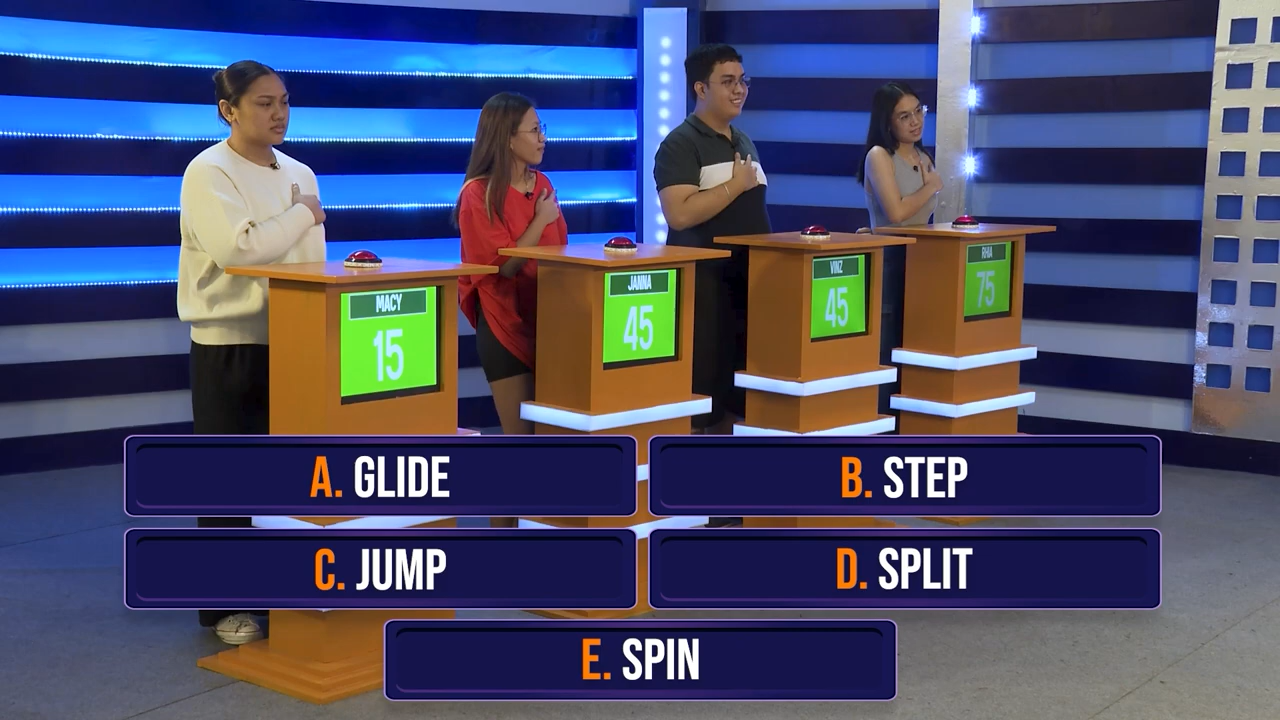 MACY
15
JANNA
45
VINZ
45
RHIA
75
A. GLIDE
B. STEP
C. JUMP
D. SPLIT
E. SPIN